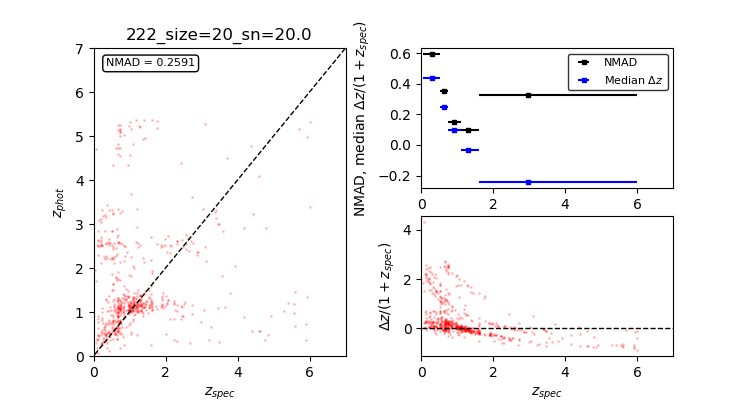 222_size=20_sn=20.0
NMAD = 0.2591
7
6
5
4
3
2
1
0
z_phot
0 2 4 6
z_spec
NMAD, median Δz/(1 + z_spec)
0.6
0.4
0.2
0.0
−0.2
NMAD
Median Δz
0 2 4 6
Δz/(1 + z_spec)
4
2
0
0 2 4 6
z_spec